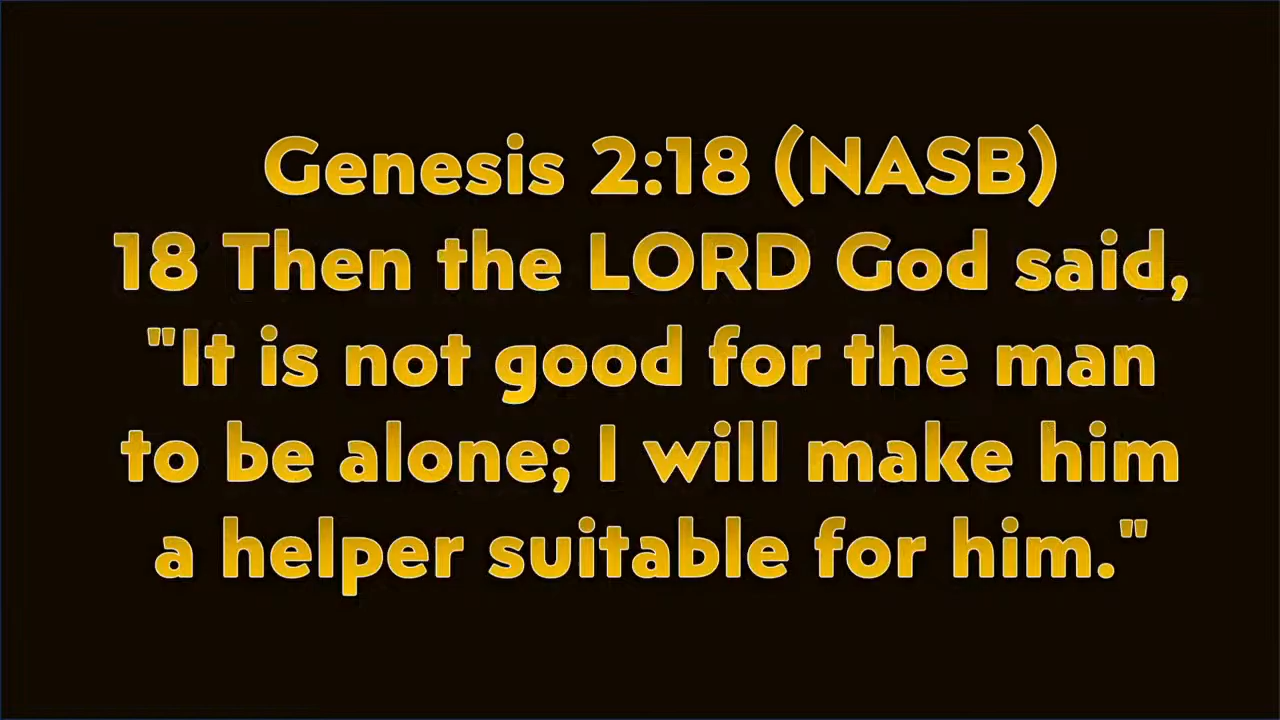 Genesis 2:18 (NASB)
18 Then the LORD God said,
"It is not good for the man
to be alone; I will make him
a helper suitable for him."